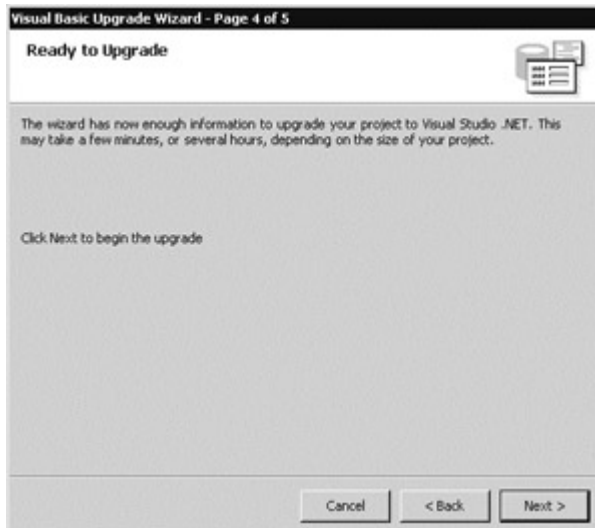 Visual Basic Upgrade Wizard - Page 4 of 5
Ready to Upgrade
The wizard has now enough information to upgrade your project to Visual Studio .NET. This
may take a few minutes, or several hours, depending on the size of your project.
Click Next to begin the upgrade
Cancel
< Back
Next >